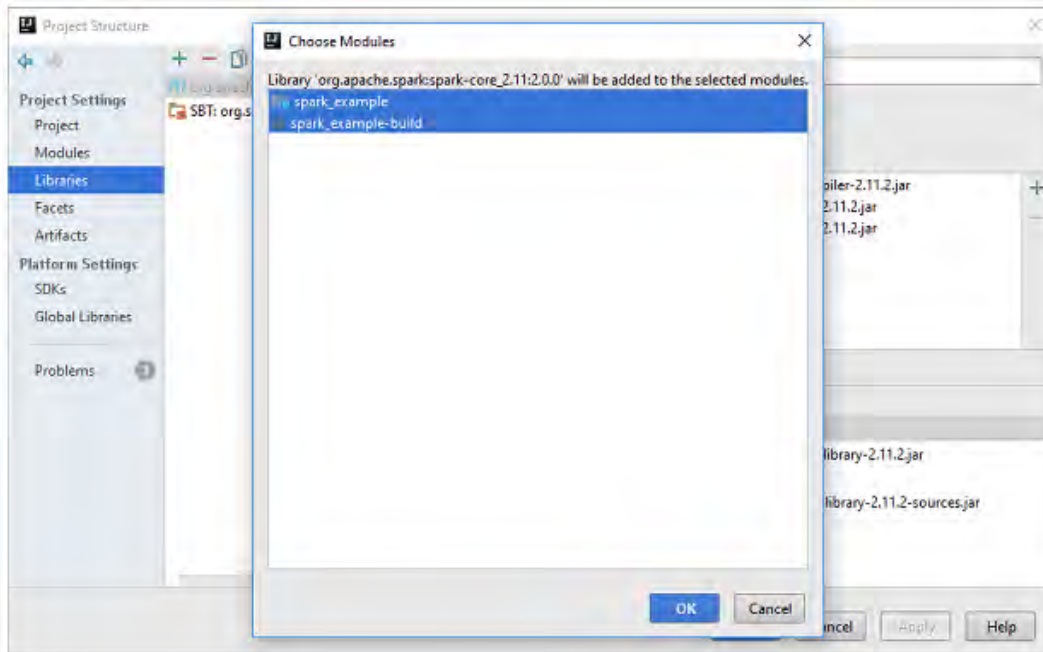 Project Structure
Choose Modules
Library 'org.apache.spark:spark-core_2.11:2.0.0' will be added to the selected modules.
spark_example
spark_example-build
Project Settings
Project
Modules
Libraries
Facets
Artifacts
Platform Settings
SDKs
Global Libraries
Problems
SBT: org.s
piler-2.11.2.jar
2.11.2.jar
2.11.2.jar
library-2.11.2.jar
library-2.11.2-sources.jar
OK
Cancel
ncel
Apply
Help